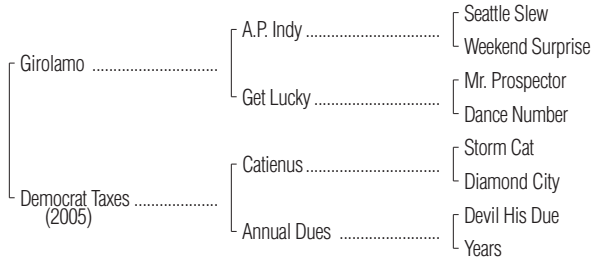 Seattle Slew
A.P. Indy ..............................
Weekend Surprise
Girolamo ............................
Mr. Prospector
Get Lucky ............................
Dance Number
Storm Cat
Catienus ..............................
Diamond City
Democrat Taxes ..................
(2005)
Devil His Due
Annual Dues ......................
Years